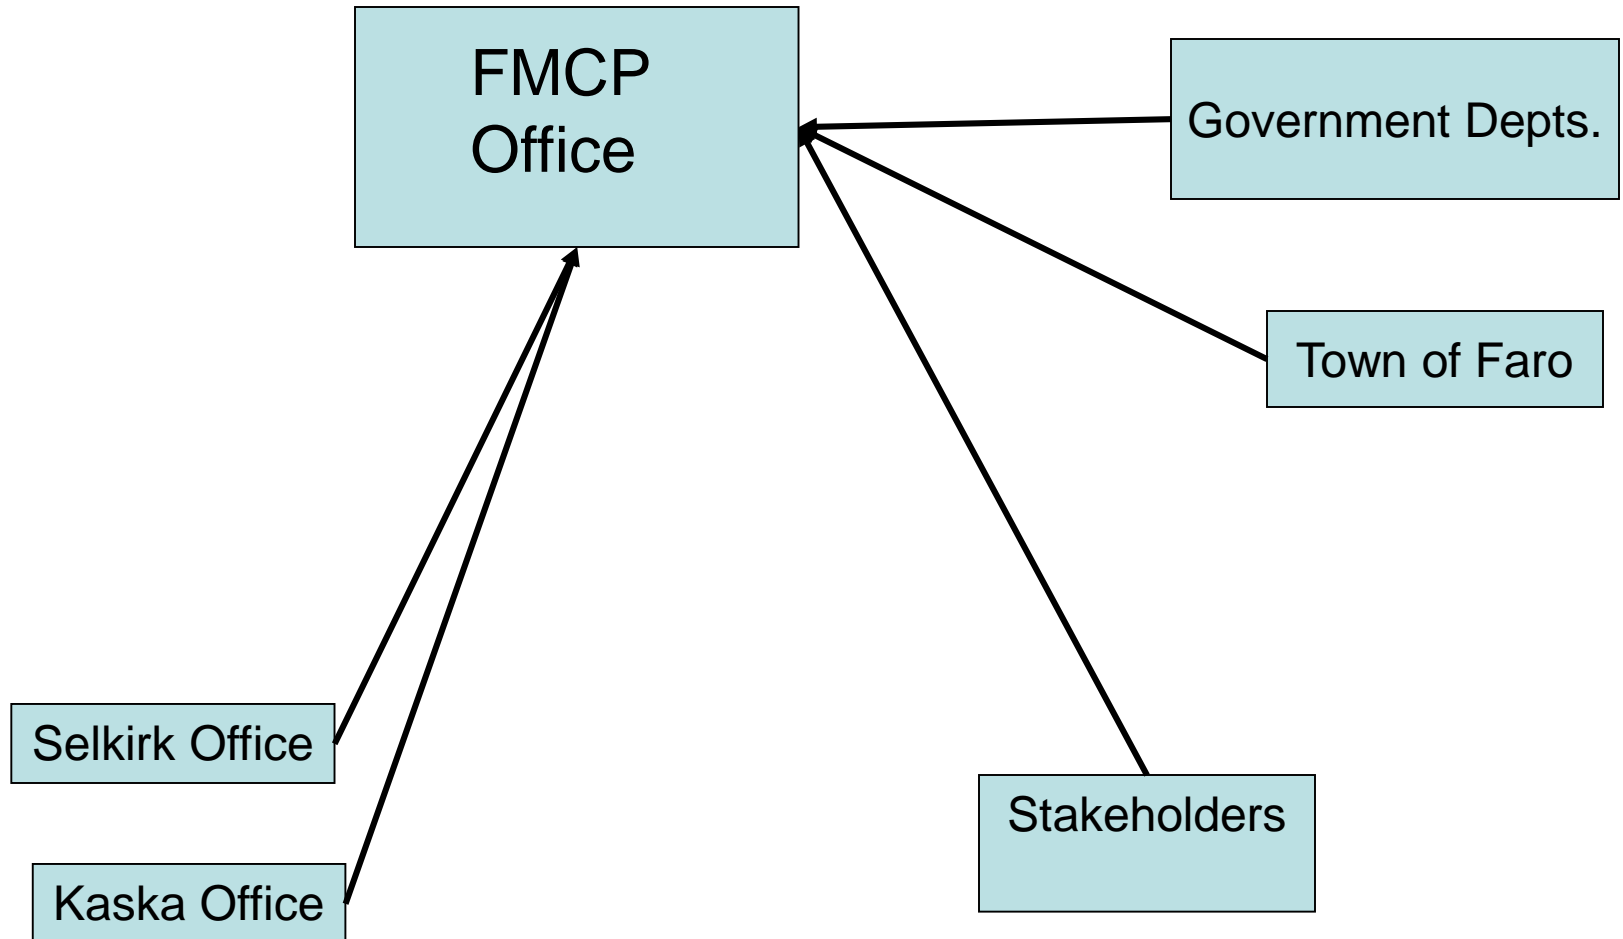 FMCP
Office
Government Depts.
Town of Faro
Selkirk Office
Stakeholders
Kaska Office